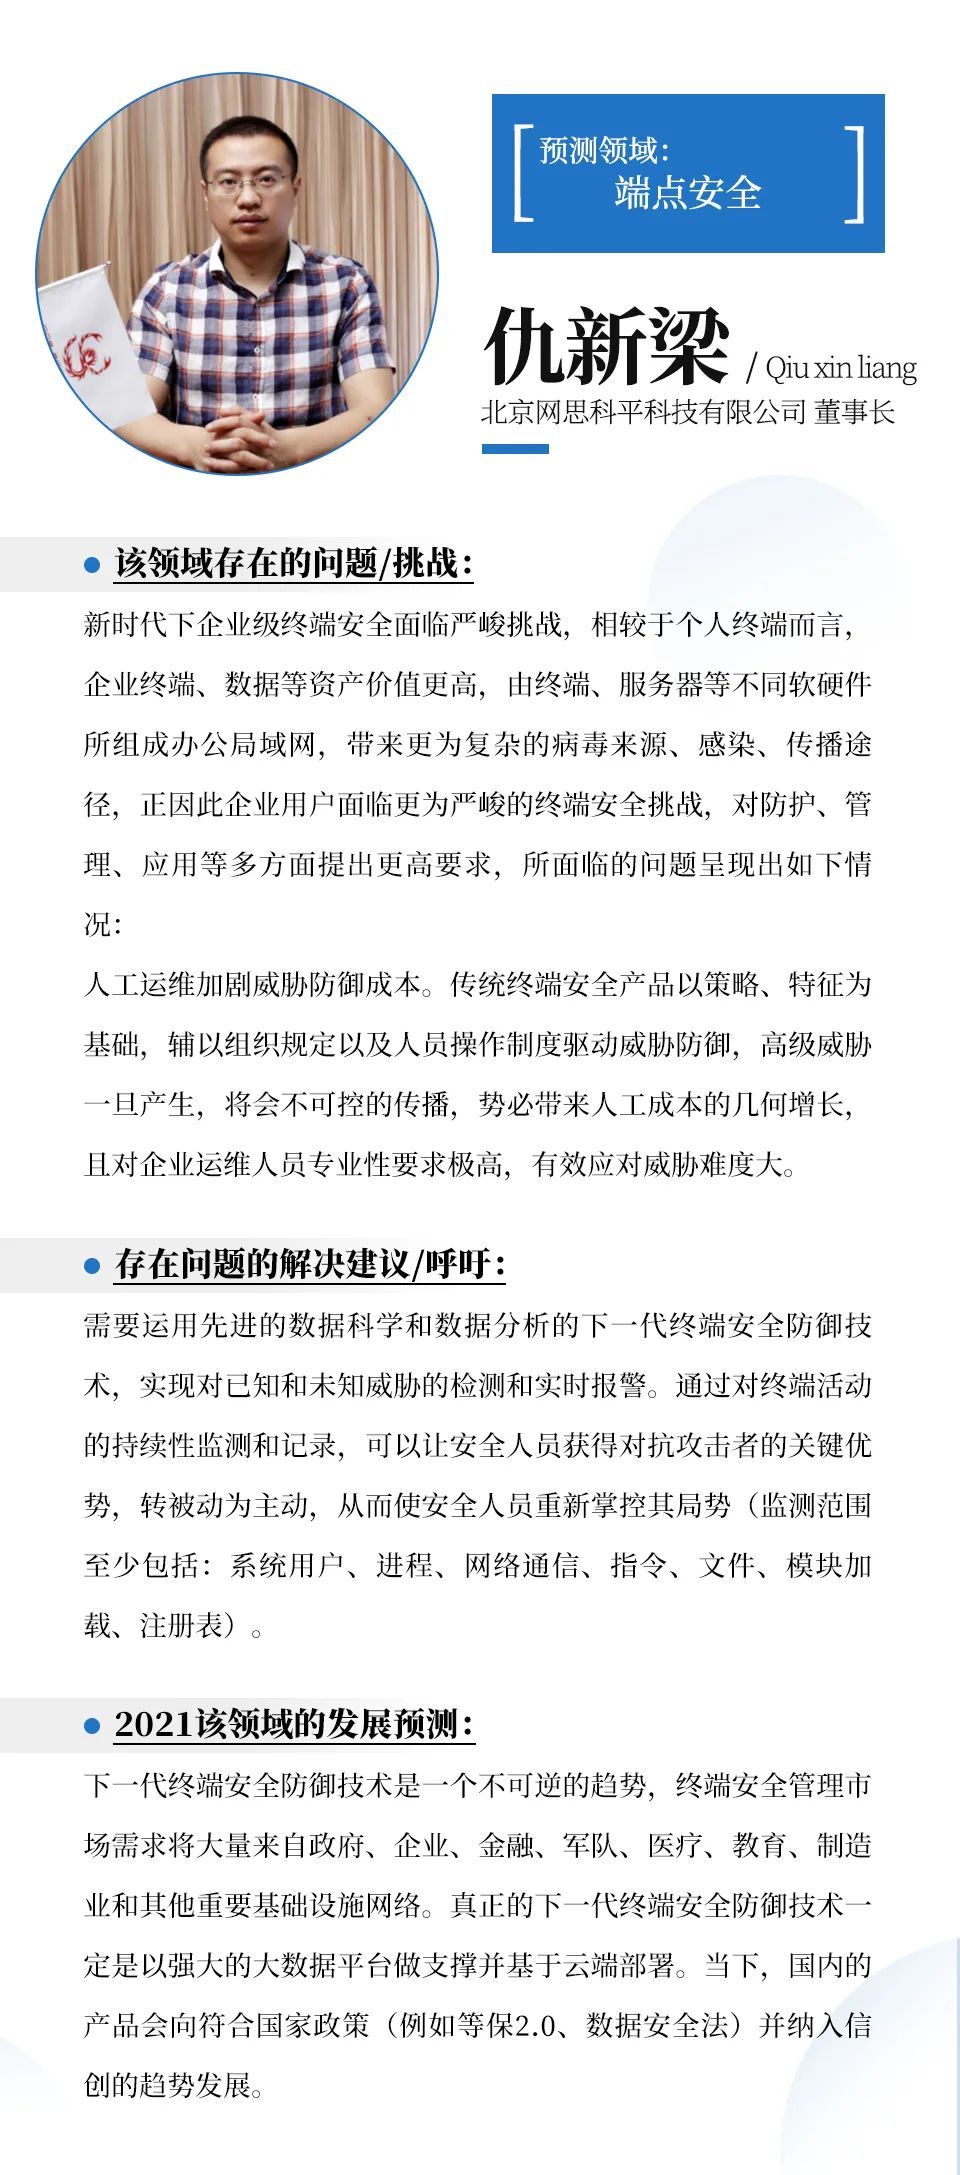 预测领域：
端点安全
仇新梁 / Qiu xin liang
北京网思科平科技有限公司 董事长
该领域存在的问题/挑战：
新时代下企业级终端安全面临严峻挑战，相较于个人终端而言，
企业终端、数据等资产价值更高，由终端、服务器等不同软硬件
所组成办公局域网，带来更为复杂的病毒来源、感染、传播途
径，正因此企业用户面临更为严峻的终端安全挑战，对防护、管
理、应用等多方面提出更高要求，所面临的问题呈现出如下情
况：
人工运维加剧威胁防御成本。传统终端安全产品以策略、特征为
基础，辅以组织规定以及人员操作制度驱动威胁防御，高级威胁
一旦产生，将会不可控的传播，势必带来人工成本的几何增长，
且对企业运维人员专业性要求极高，有效应对威胁难度大。
存在问题的解决建议/呼吁：
需要运用先进的数据科学和数据分析的下一代终端安全防御技
术，实现对已知和未知威胁的检测和实时报警。通过对终端活动
的持续性监测和记录，可以让安全人员获得对抗攻击者的关键优
势，转被动为主动，从而使安全人员重新掌控其局势（监测范围
至少包括：系统用户、进程、网络通信、指令、文件、模块加
载、注册表）。
2021该领域的发展预测：
下一代终端安全防御技术是一个不可逆的趋势，终端安全管理市
场需求将大量来自政府、企业、金融、军队、医疗、教育、制造
业和其他重要基础设施网络。真正的下一代终端安全防御技术一
定是以强大的大数据平台做支撑并基于云端部署。当下，国内的
产品会向符合国家政策（例如等保2.0、数据安全法）并纳入信
创的趋势发展。